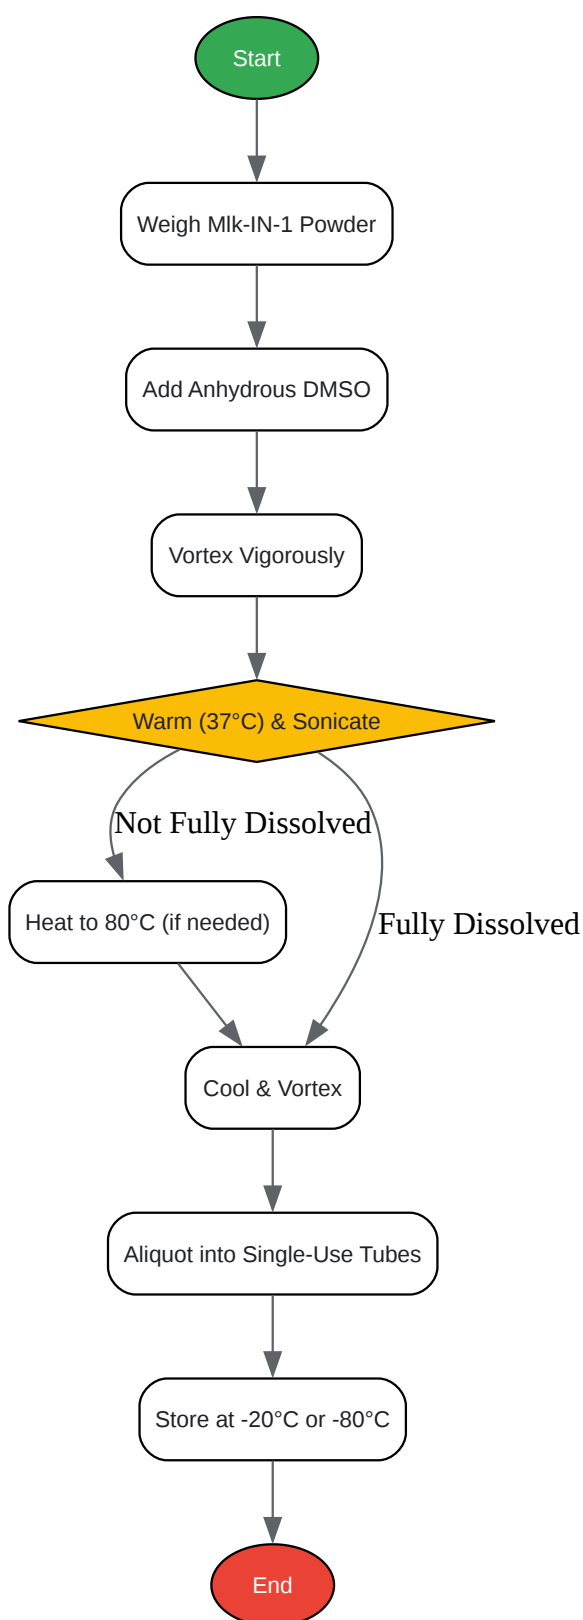 Start
Weigh Mlk-IN-1 Powder
Add Anhydrous DMSO
Vortex Vigorously
Warm (37°C) & Sonicate
Not Fully Dissolved
Heat to 80°C (if needed)
Fully Dissolved
Cool & Vortex
Aliquot into Single-Use Tubes
Store at -20°C or -80°C
End